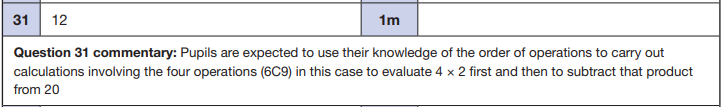 31 12 1m
Question 31 commentary: Pupils are expected to use their knowledge of the order of operations to carry out
calculations involving the four operations (6C9) in this case to evaluate 4 × 2 first and then to subtract that product
from 20